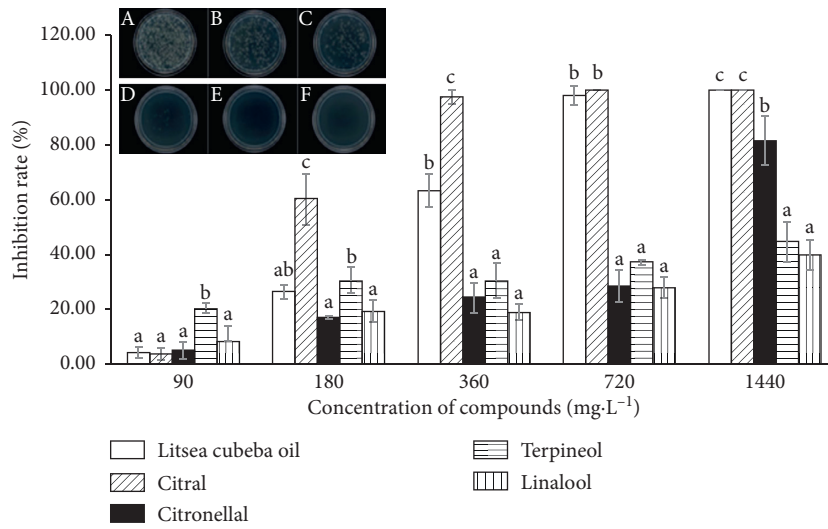 A B C
D E F
Inhibition rate (%)
120.00
100.00
80.00
60.00
40.00
20.00
0.00
a a a b a
ab c a b a
b c a a a
b b a a a
c c b a a
90 180 360 720 1440
Concentration of compounds (mg·L⁻¹)
Litsea cubeba oil
Citral
Citronellal
Terpineol
Linalool